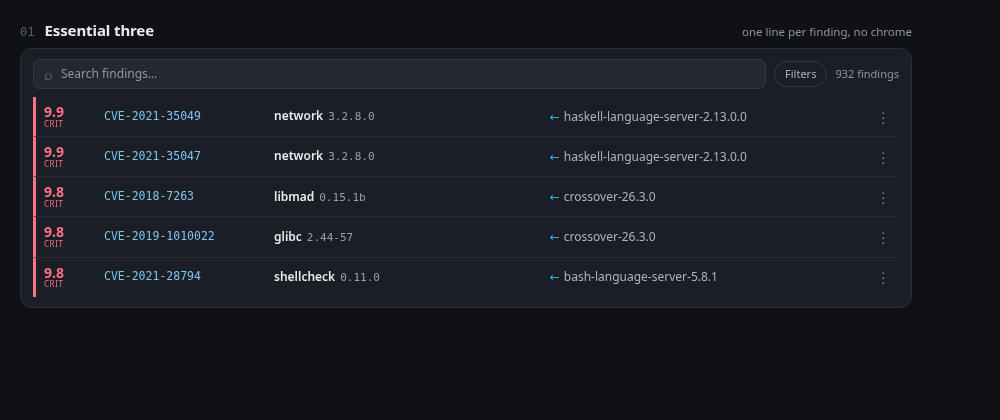 01 Essential three one line per finding, no chrome
Search findings... Filters 932 findings
9.9 CRIT CVE-2021-35049 network 3.2.8.0 ← haskell-language-server-2.13.0.0
9.9 CRIT CVE-2021-35047 network 3.2.8.0 ← haskell-language-server-2.13.0.0
9.8 CRIT CVE-2018-7263 libmad 0.15.1b ← crossover-26.3.0
9.8 CRIT CVE-2019-1010022 glibc 2.44-57 ← crossover-26.3.0
9.8 CRIT CVE-2021-28794 shellcheck 0.11.0 ← bash-language-server-5.8.1